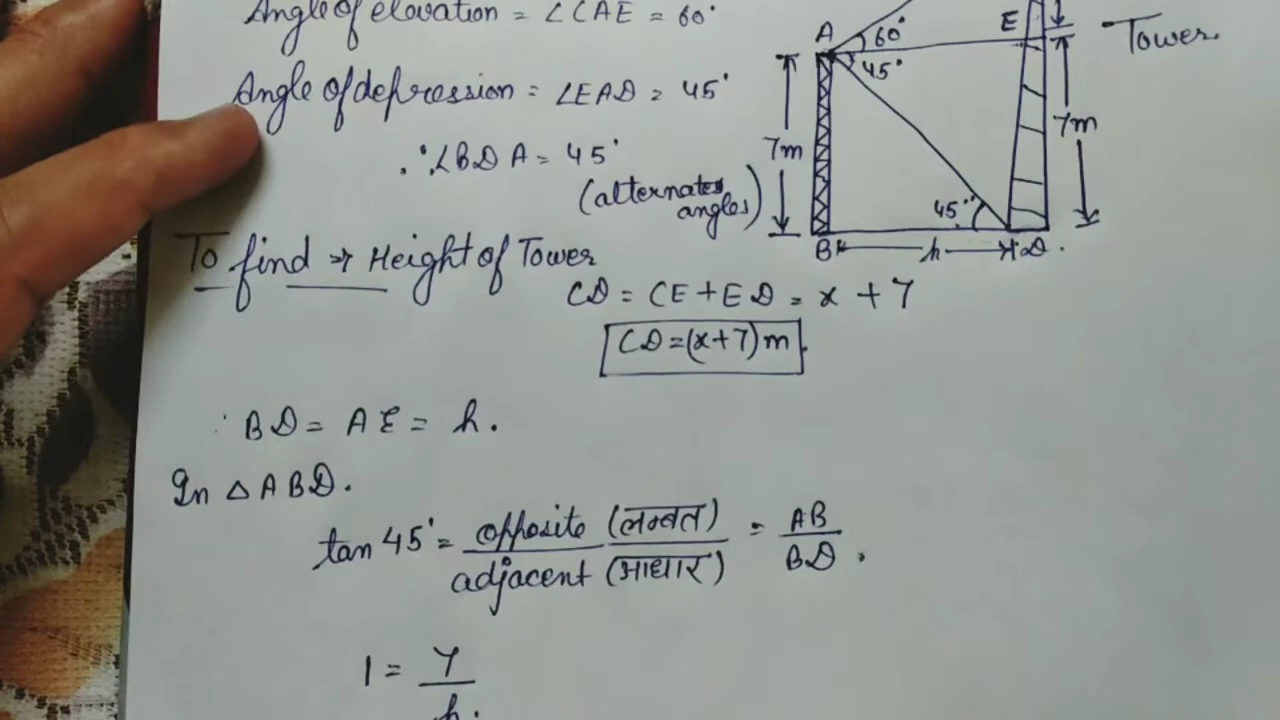 Angle of elovation = ∠CAE = 60°
Angle of depression = ∠EAD = 45°
∴ ∠BDA = 45°
(alternates angles)
A
60°
45°
E
Tower.
7m
7m
45°
B
h
D.
To find → Height of Tower
CD = CE + ED = x + 7
CD = (x+7) m
∴ BD = AE = h.
In △ ABD.
tan 45° = opposite (लम्बत) / adjacent (आधार) = AB / BD.
1 = 7 / h.